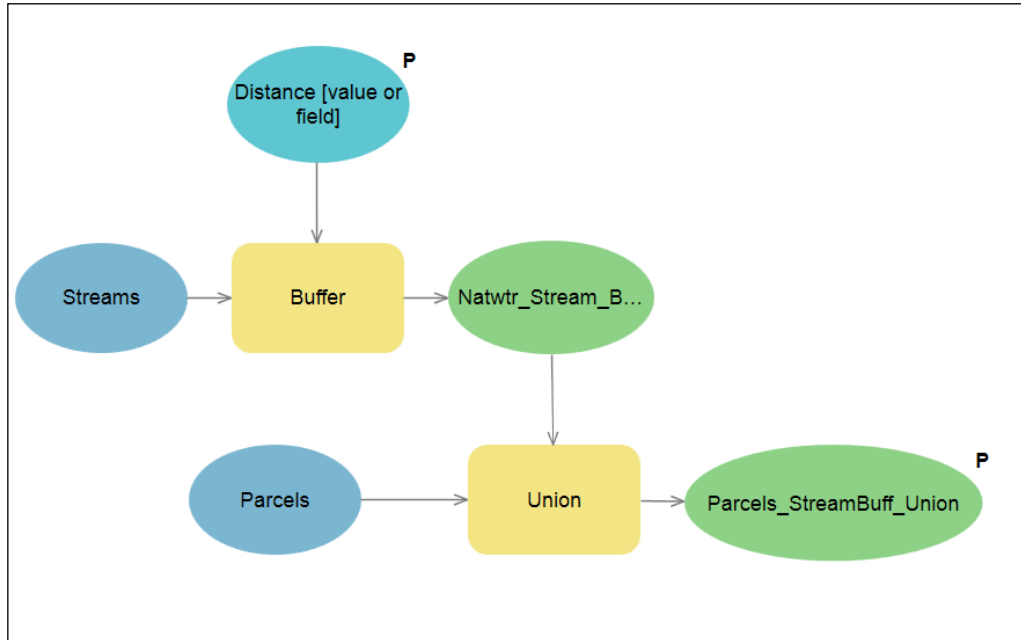 P
Distance [value or
field]
Streams
Buffer
Natwtr_Stream_B...
Parcels
Union
Parcels_StreamBuff_Union
P